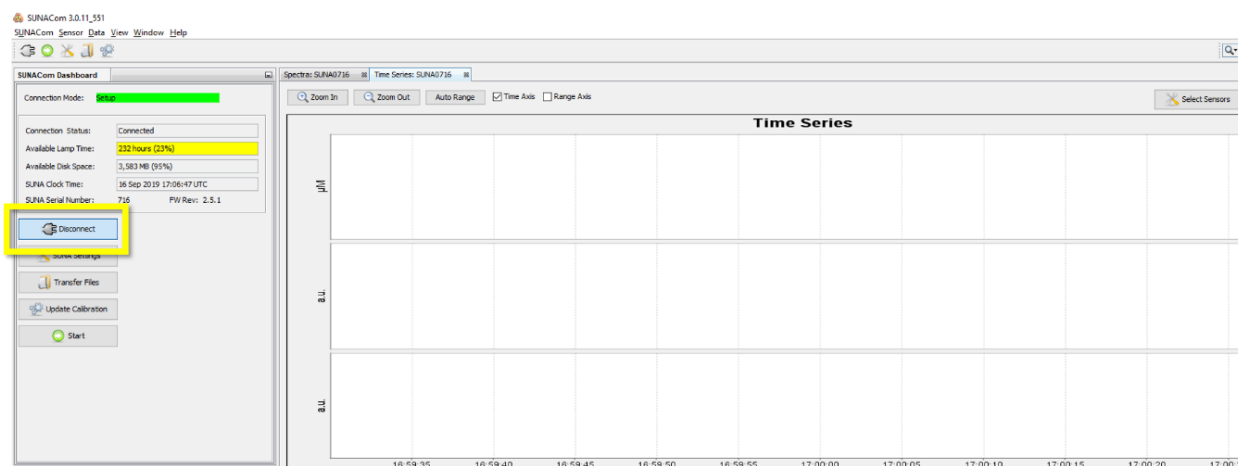 SUNACom 3.0.11_551
SUNACom Sensor Data View Window Help
SUNACom Dashboard
Connection Mode: Setup
Connection Status: Connected
Available Lamp Time: 232 hours (23%)
Available Disk Space: 3,583 MB (95%)
SUNA Clock Time: 16 Sep 2019 17:06:47 UTC
SUNA Serial Number: 716 FW Rev: 2.5.1
Disconnect
SUNA Settings
Transfer Files
Update Calibration
Start
Spectra: SUNA0716 Time Series: SUNA0716
Zoom In Zoom Out Auto Range Time Axis Range Axis Select Sensors
Time Series
µM
a.u.
a.u.
16:59:35 16:59:40 16:59:45 16:59:50 16:59:55 17:00:00 17:00:05 17:00:10 17:00:15 17:00:20